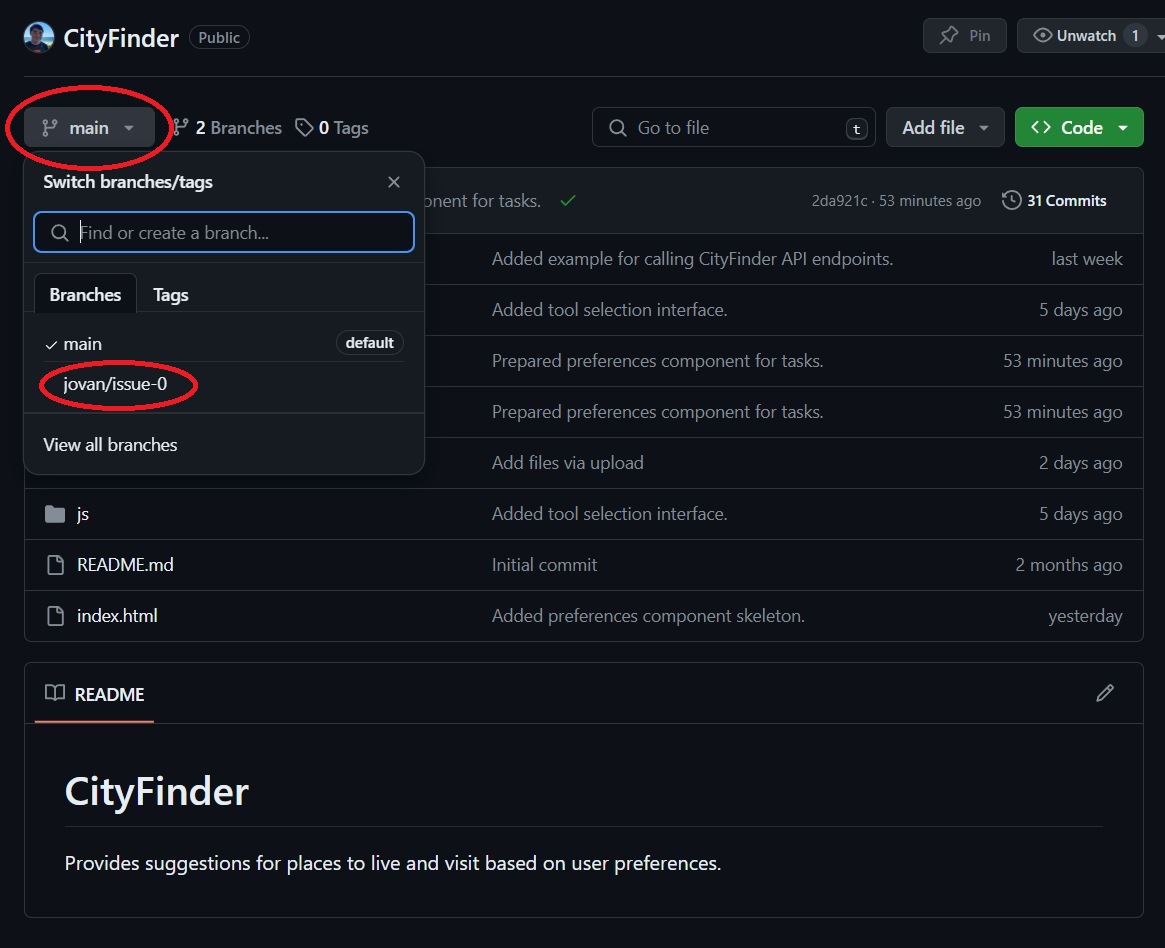 CityFinder Public Pin Unwatch 1
main 2 Branches 0 Tags Go to file t Add file Code
Switch branches/tags
Find or create a branch...
Branches Tags
main default
jovan/issue-0
View all branches
for tasks. 2da921c · 53 minutes ago 31 Commits
Added example for calling CityFinder API endpoints. last week
Added tool selection interface. 5 days ago
Prepared preferences component for tasks. 53 minutes ago
Prepared preferences component for tasks. 53 minutes ago
Add files via upload 2 days ago
js Added tool selection interface. 5 days ago
README.md Initial commit 2 months ago
index.html Added preferences component skeleton. yesterday
README
CityFinder
Provides suggestions for places to live and visit based on user preferences.